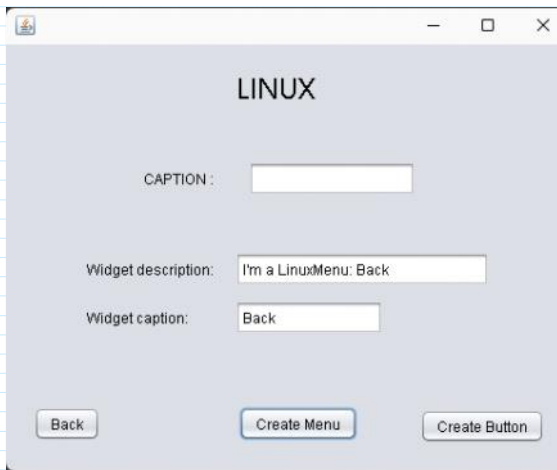 LINUX
CAPTION :
Widget description: I'm a LinuxMenu: Back
Widget caption: Back
Back Create Menu Create Button